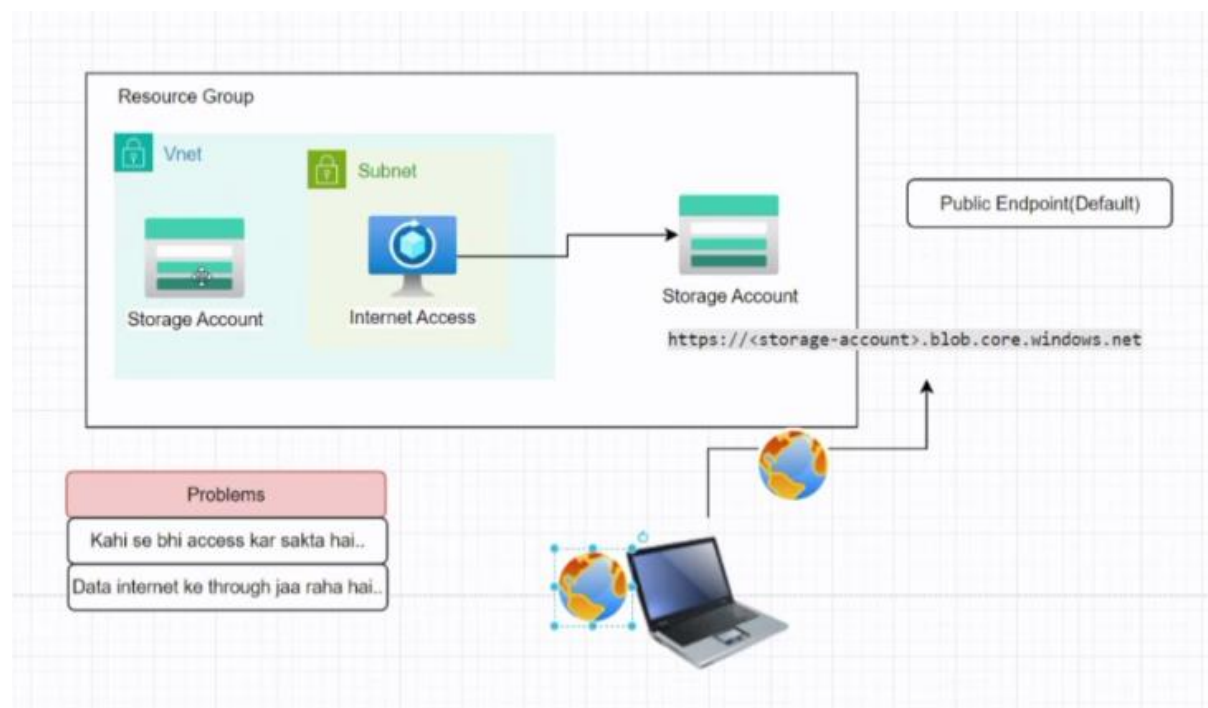 Resource Group
Vnet
Subnet
Storage Account
Internet Access
Storage Account
https://<storage-account>.blob.core.windows.net
Public Endpoint(Default)
Problems
Kahi se bhi access kar sakta hai..
Data internet ke through jaa raha hai..